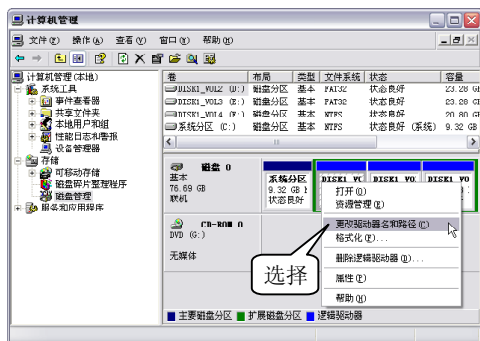 计算机管理
文件(F) 操作(A) 查看(V) 窗口(W) 帮助(H)
计算机管理(本地)
系统工具
事件查看器
共享文件夹
本地用户和组
性能日志和警报
设备管理器
存储
可移动存储
磁盘碎片整理程序
磁盘管理
服务和应用程序
卷 布局 类型 文件系统 状态 容量
DISK1_VOL2 (D:) 磁盘分区 基本 FAT32 状态良好 23.28 G
DISK1_VOL3 (E:) 磁盘分区 基本 FAT32 状态良好 23.28 G
DISK1_VOL4 (F:) 磁盘分区 基本 NTFS 状态良好 20.80 G
系统分区 (C:) 磁盘分区 基本 NTFS 状态良好 (系统) 9.32 GB
磁盘 0
基本
76.69 GB
联机
系统分区
9.32 GB
状态良好
DISK1_VO DISK1_VO DISK1_VO
CD-ROM 0
DVD (G:)
无媒体
打开(O)
资源管理(E)
更改驱动器名和路径(C)
格式化(F)...
删除逻辑驱动器(D)...
属性(P)
帮助(H)
选择
主要磁盘分区 扩展磁盘分区 逻辑驱动器